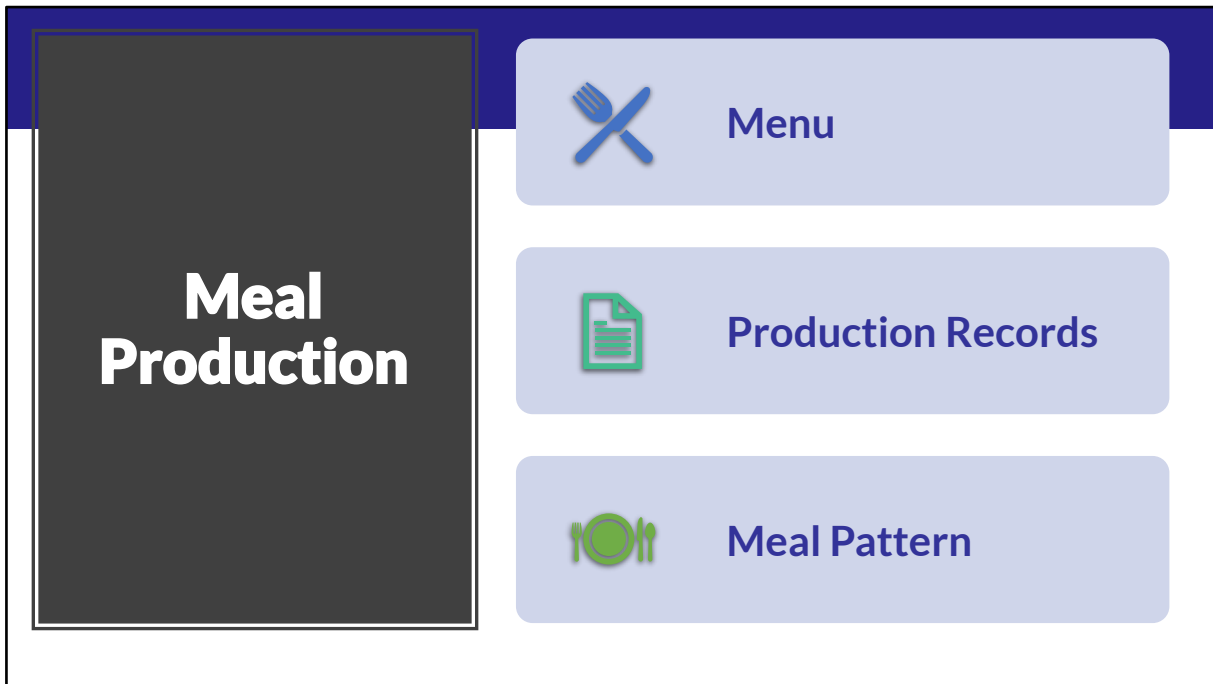 Meal
Production
Menu
Production Records
Meal Pattern